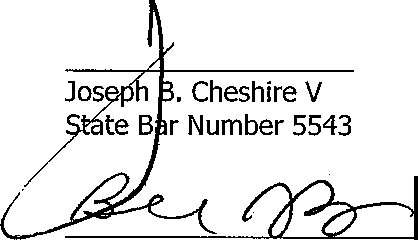 Joseph B. Cheshire V
State Bar Number 5543